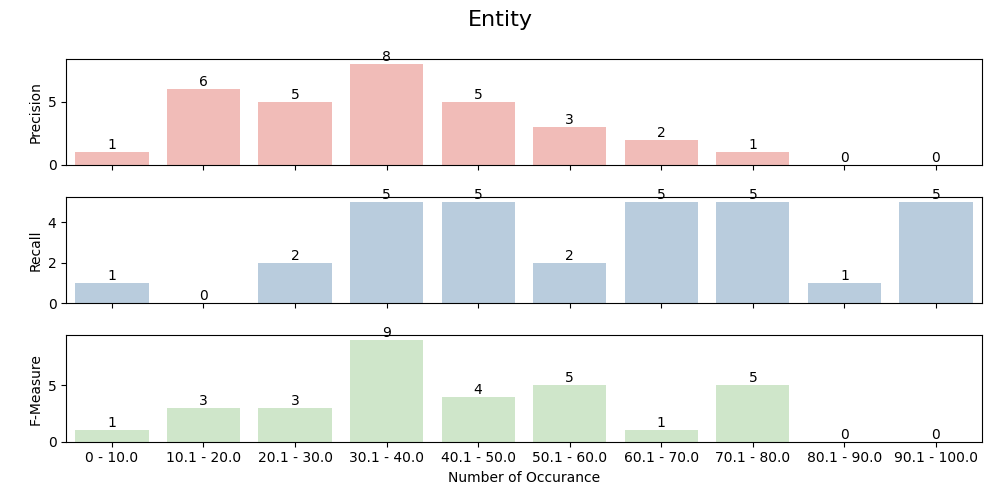 Entity
Precision
5
0
1 6 5 8 5 3 2 1 0 0
Recall
4
2
0
1 0 2 5 5 2 5 5 1 5
F-Measure
5
0
1 3 3 9 4 5 1 5 0 0
0 - 10.0 10.1 - 20.0 20.1 - 30.0 30.1 - 40.0 40.1 - 50.0 50.1 - 60.0 60.1 - 70.0 70.1 - 80.0 80.1 - 90.0 90.1 - 100.0
Number of Occurance